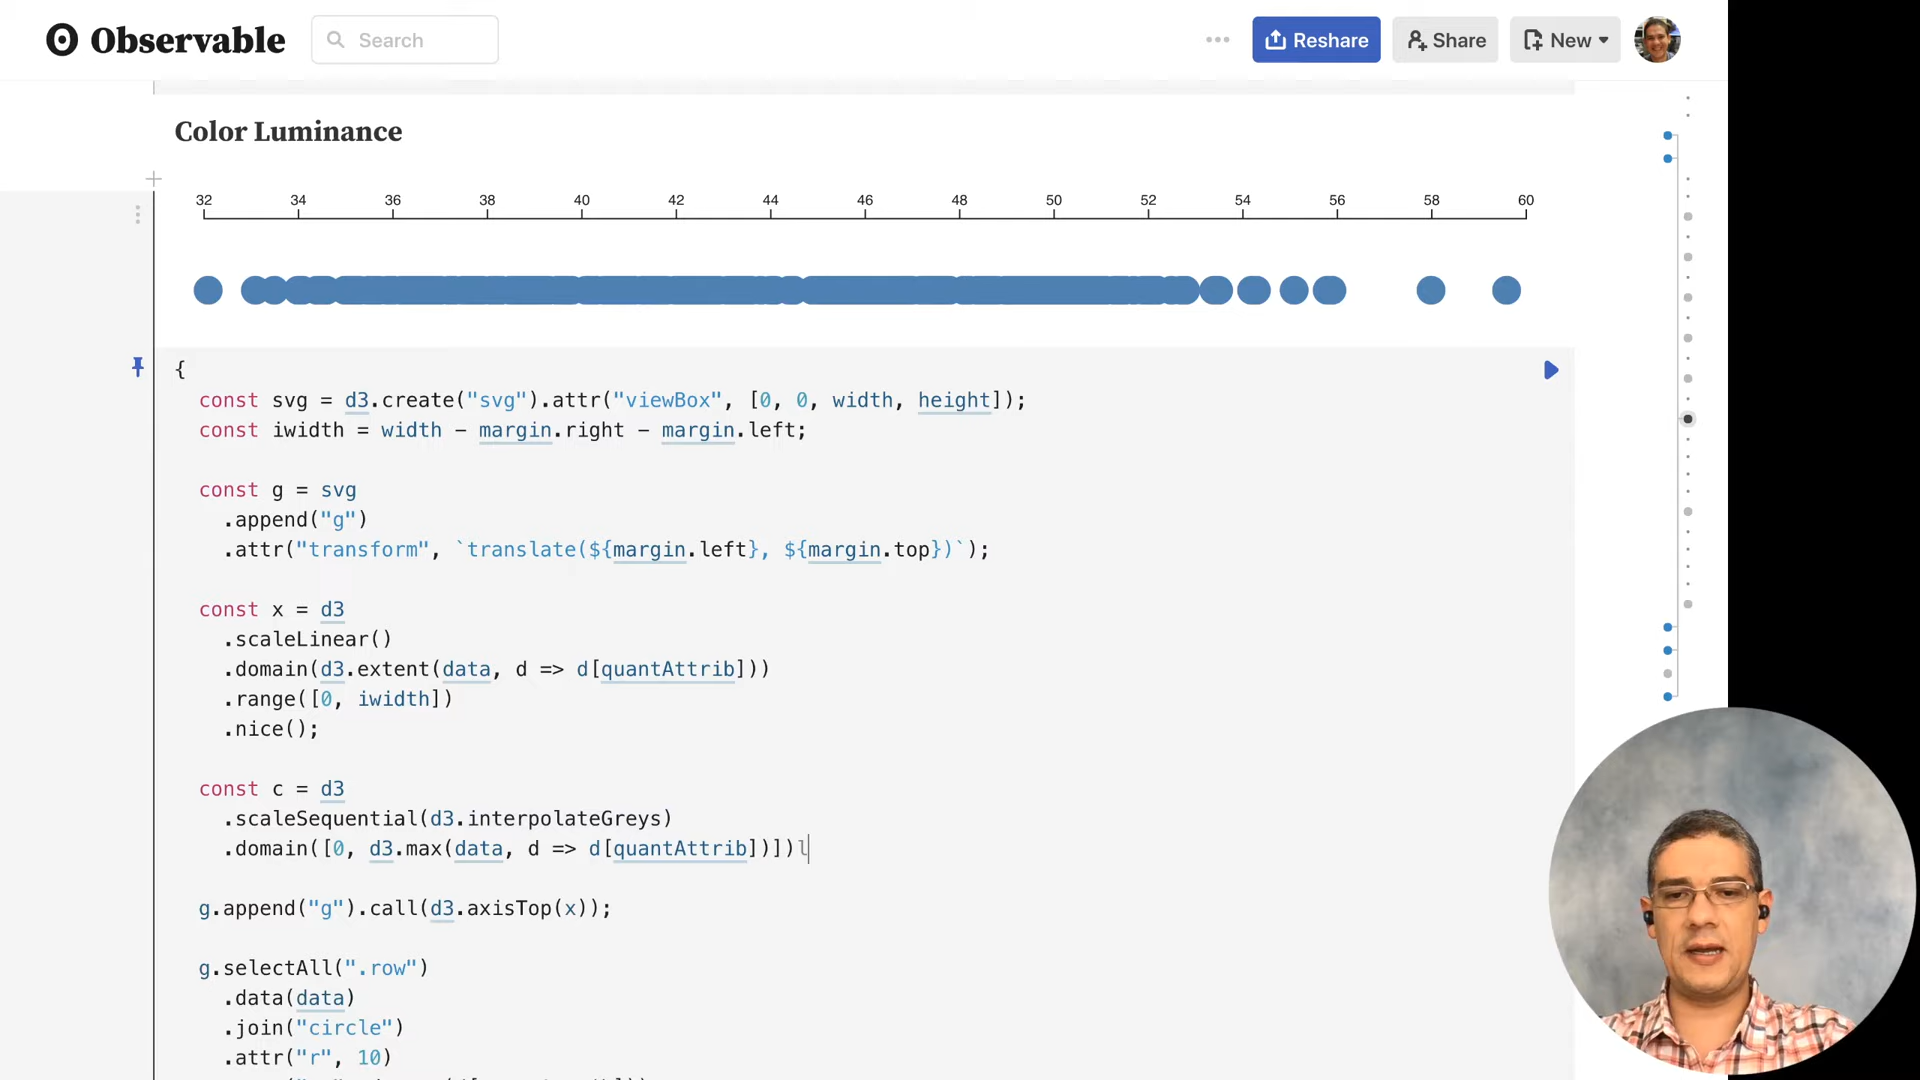 Observable
Search
Reshare
Share
New
Color Luminance
32 34 36 38 40 42 44 46 48 50 52 54 56 58 60
{
const svg = d3.create("svg").attr("viewBox", [0, 0, width, height]);
const iwidth = width - margin.right - margin.left;
const g = svg
.append("g")
.attr("transform", `translate(${margin.left}, ${margin.top})`);
const x = d3
.scaleLinear()
.domain(d3.extent(data, d => d[quantAttrib]))
.range([0, iwidth])
.nice();
const c = d3
.scaleSequential(d3.interpolateGreys)
.domain([0, d3.max(data, d => d[quantAttrib])])l
g.append("g").call(d3.axisTop(x));
g.selectAll(".row")
.data(data)
.join("circle")
.attr("r", 10)